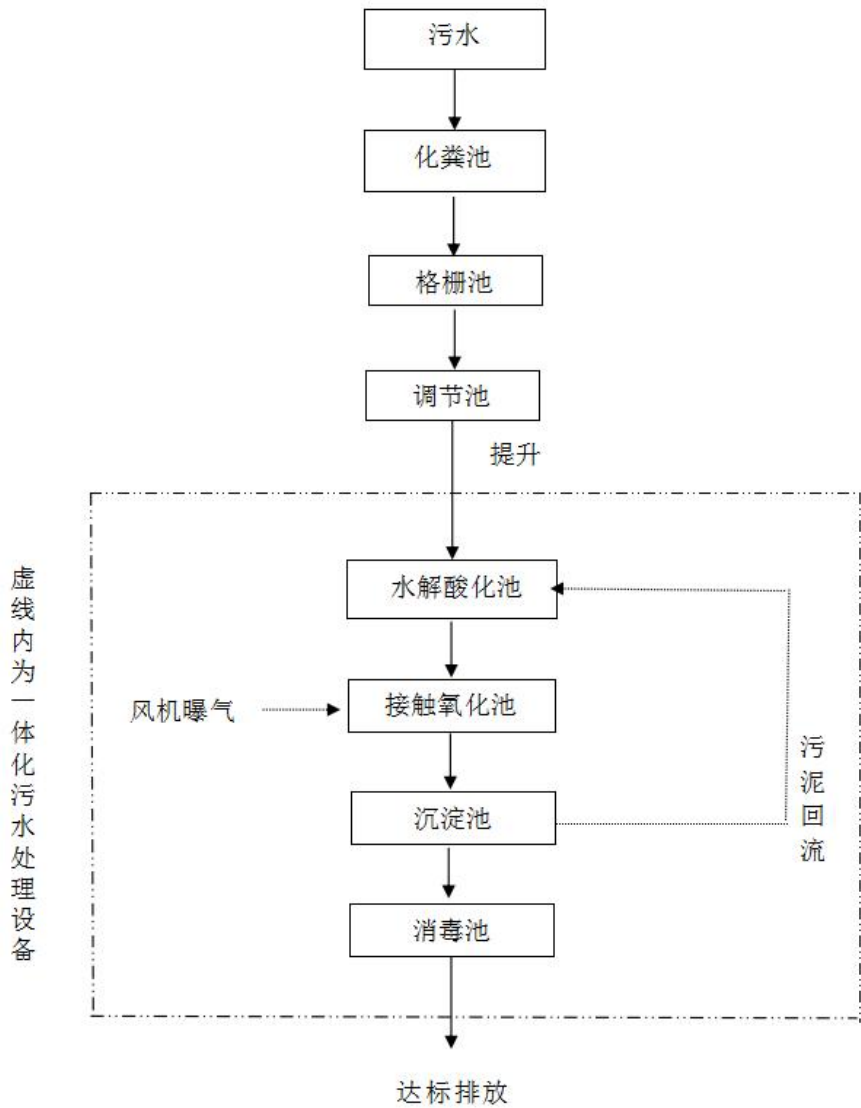 污水
化粪池
格栅池
调节池
提升
水解酸化池
风机曝气
接触氧化池
沉淀池
消毒池
达标排放
虚线内为一体化污水处理设备
污泥回流